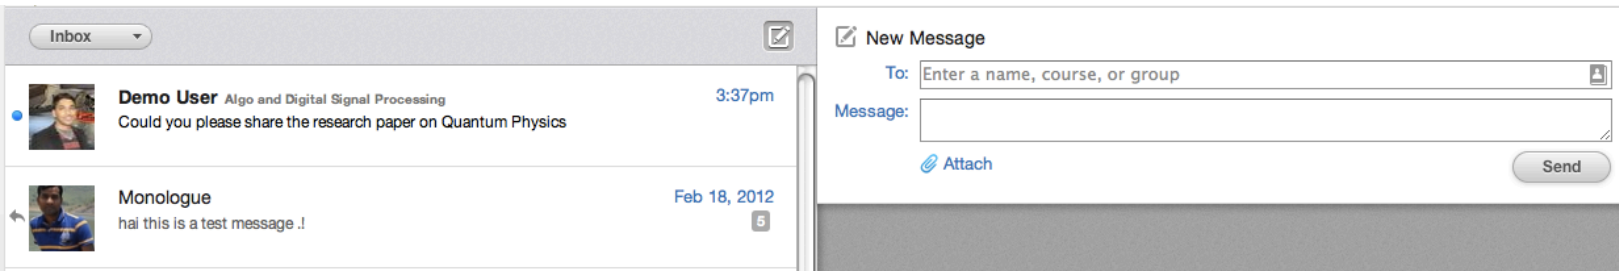 Inbox
Demo User Algo and Digital Signal Processing 3:37pm
Could you please share the research paper on Quantum Physics
Monologue Feb 18, 2012
hai this is a test message .! 5
New Message
To: Enter a name, course, or group
Message:
Attach Send